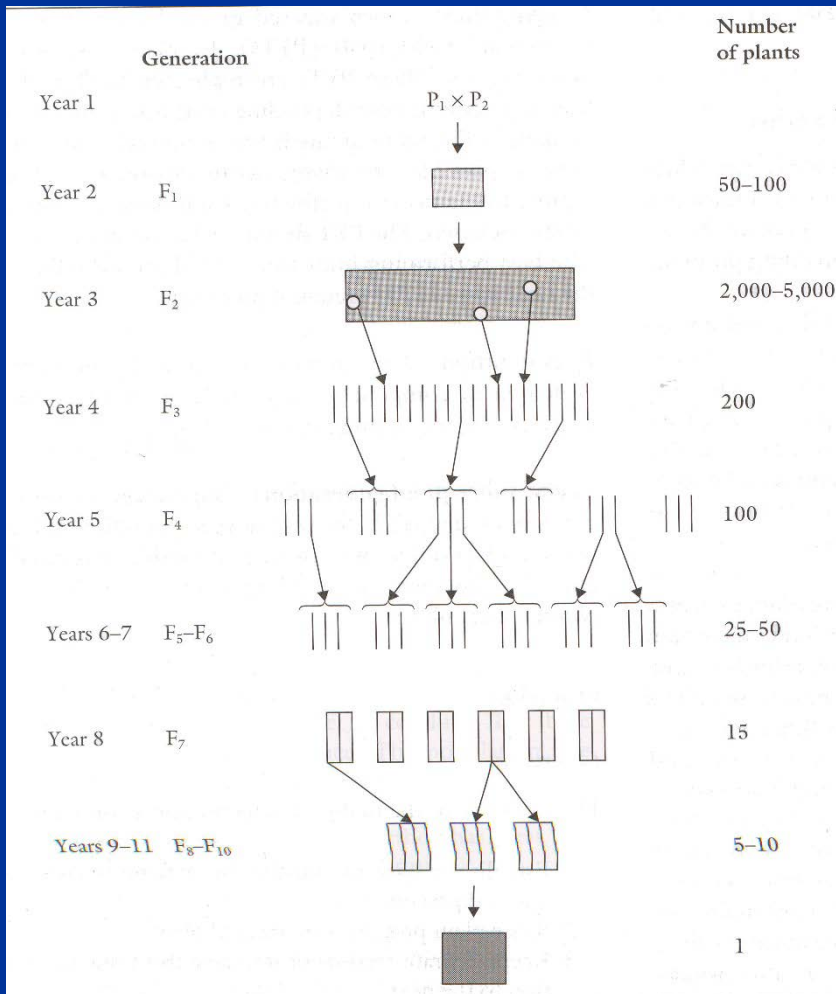 Number
Generation of plants
Year 1 P₁ × P₂
Year 2 F₁ 50–100
Year 3 F₂ 2,000–5,000
Year 4 F₃ 200
Year 5 F₄ 100
Years 6–7 F₅–F₆ 25–50
Year 8 F₇ 15
Years 9–11 F₈–F₁₀ 5–10
1